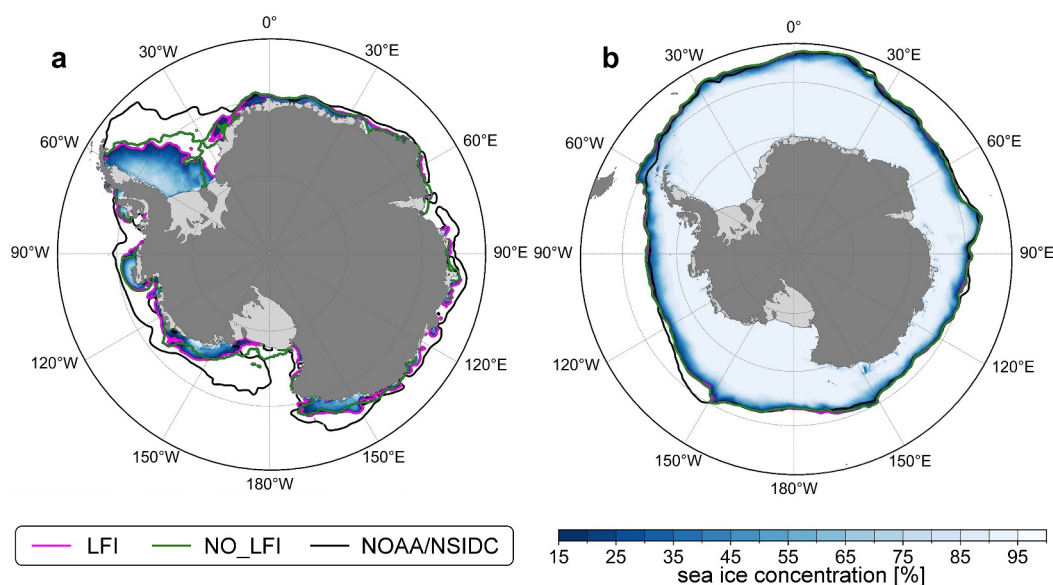 a
0°
30°W
30°E
60°W
60°E
90°W
90°E
120°W
120°E
150°W
150°E
180°W
b
0°
30°W
30°E
60°W
60°E
90°W
90°E
120°W
120°E
150°W
150°E
180°W
LFI NO_LFI NOAA/NSIDC
15 25 35 45 55 65 75 85 95
sea ice concentration [%]